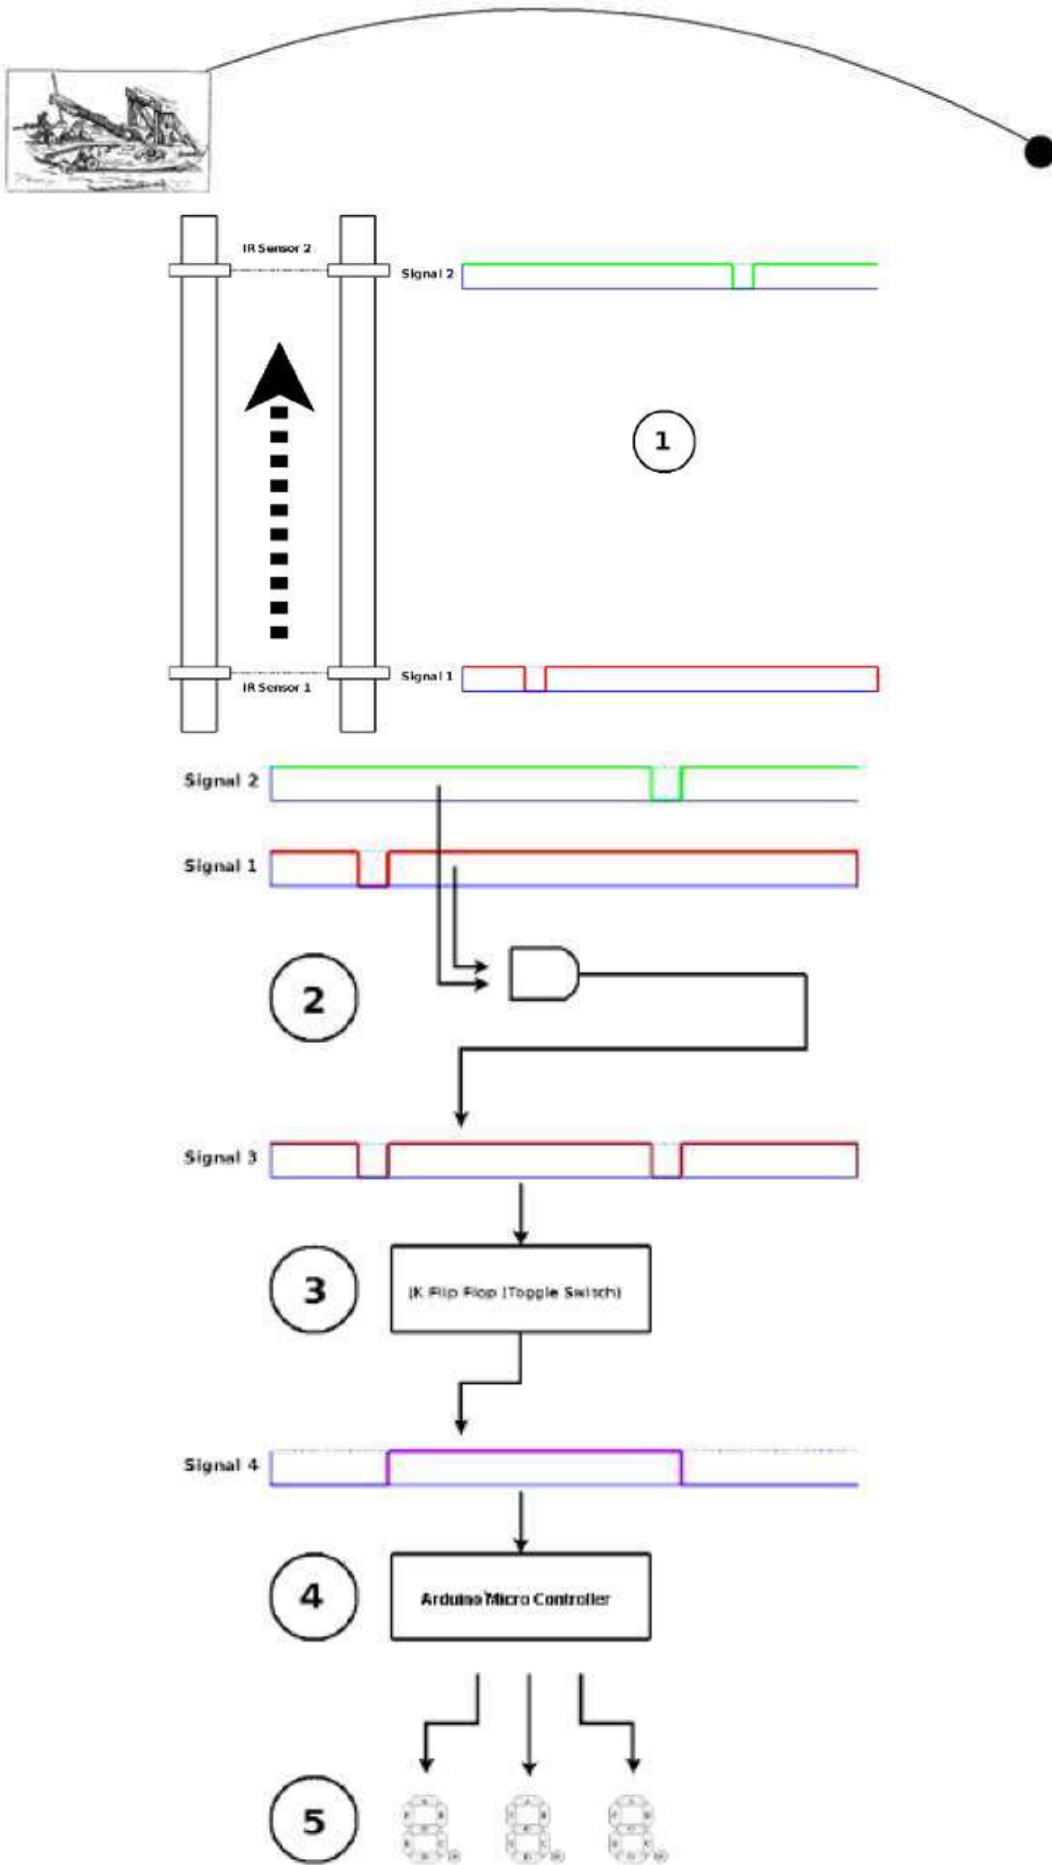 IR Sensor 2
Signal 2
1
Signal 1
IR Sensor 1
Signal 2
Signal 1
2
Signal 3
3
JK Flip Flop (Toggle Switch)
Signal 4
4
Arduino Micro Controller
5